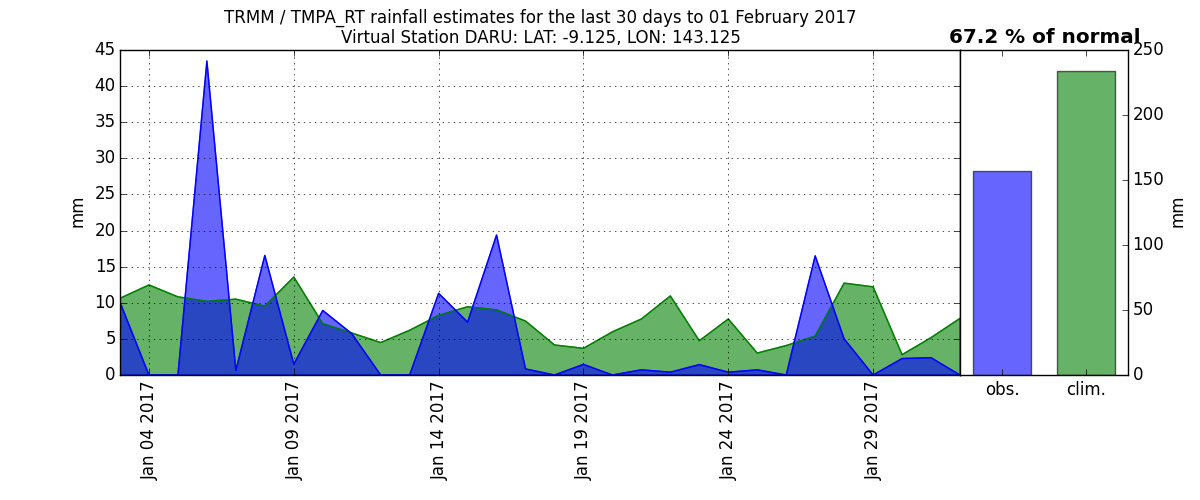 TRMM / TMPA_RT rainfall estimates for the last 30 days to 01 February 2017
Virtual Station DARU: LAT: -9.125, LON: 143.125
67.2 % of normal
45
40
35
30
25
20
15
10
5
0
mm
Jan 04 2017
Jan 09 2017
Jan 14 2017
Jan 19 2017
Jan 24 2017
Jan 29 2017
250
200
150
100
50
0
mm
obs.
clim.